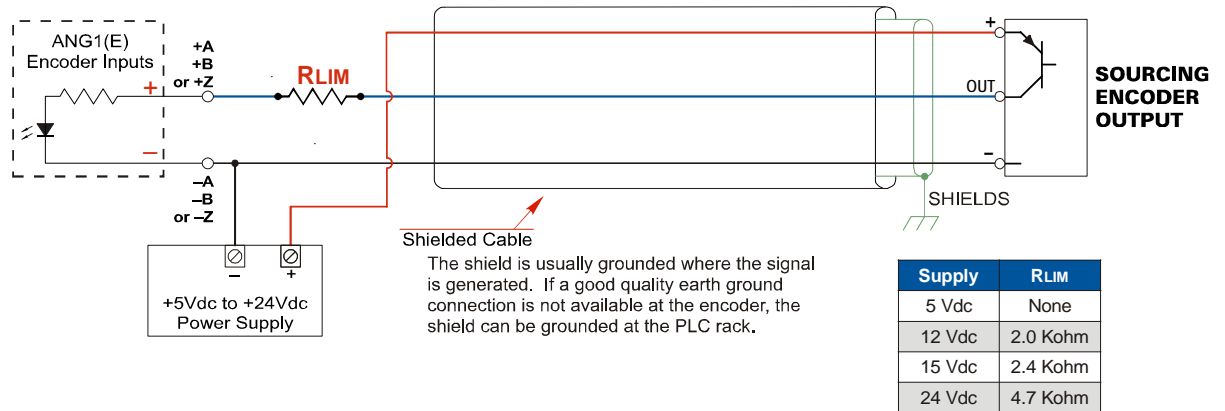 ANG1(E)
Encoder Inputs
+
–
+A
+B
or +Z
RLIM
–A
–B
or –Z
+
OUT
–
SOURCING
ENCODER
OUTPUT
SHIELDS
–
+
+5Vdc to +24Vdc
Power Supply
Shielded Cable
The shield is usually grounded where the signal
is generated. If a good quality earth ground
connection is not available at the encoder, the
shield can be grounded at the PLC rack.
Supply RLIM
5 Vdc None
12 Vdc 2.0 Kohm
15 Vdc 2.4 Kohm
24 Vdc 4.7 Kohm